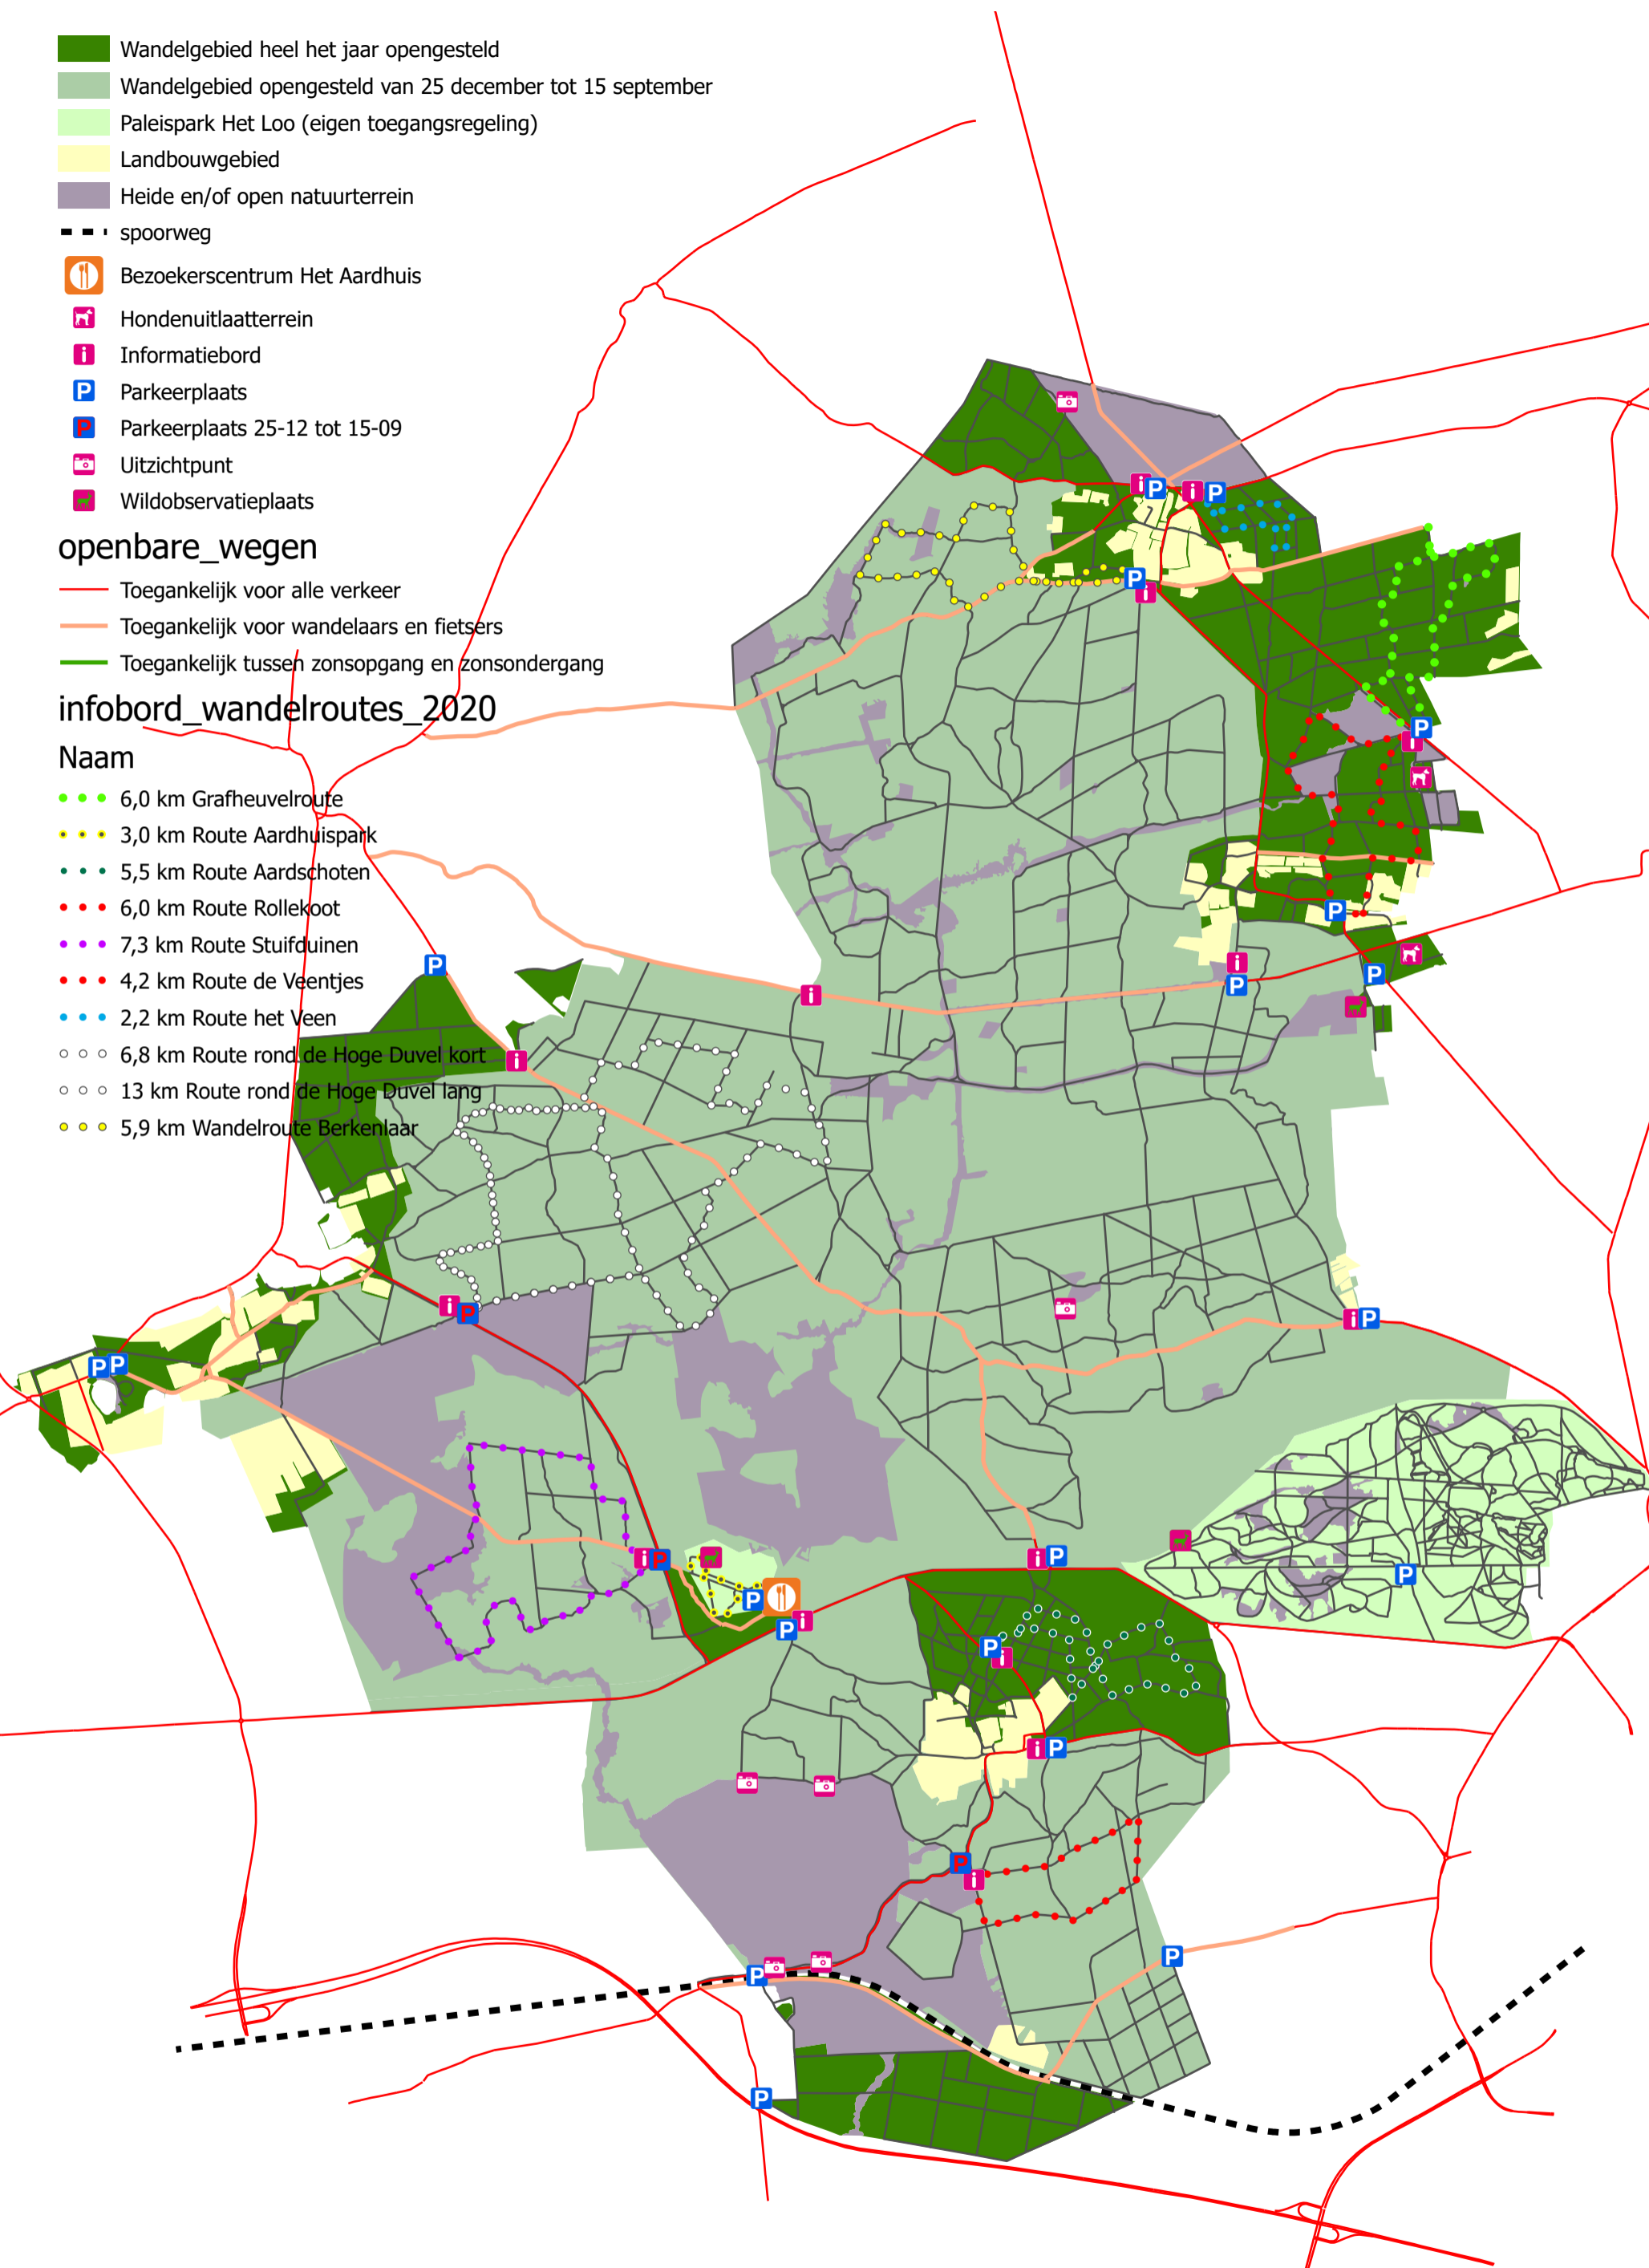 Wandelgebied heel het jaar opengesteld
Wandelgebied opengesteld van 25 december tot 15 september
Paleispark Het Loo (eigen toegangsregeling)
Landbouwgebied
Heide en/of open natuurterrein
spoorweg
Bezoekerscentrum Het Aardhuis
Hondenuitlaatterrein
Informatiebord
Parkeerplaats
Parkeerplaats 25-12 tot 15-09
Uitzichtpunt
Wildobservatieplaats
openbare_wegen
Toegankelijk voor alle verkeer
Toegankelijk voor wandelaars en fietsers
Toegankelijk tussen zonsopgang en zonsondergang
infobord_wandelroutes_2020
Naam
6,0 km Grafheuvelroute
3,0 km Route Aardhuispark
5,5 km Route Aardschoten
6,0 km Route Rollekoot
7,3 km Route Stuifduinen
4,2 km Route de Veentjes
2,2 km Route het Veen
6,8 km Route rond de Hoge Duvel kort
13 km Route rond de Hoge Duvel lang
5,9 km Wandelroute Berkenlaar